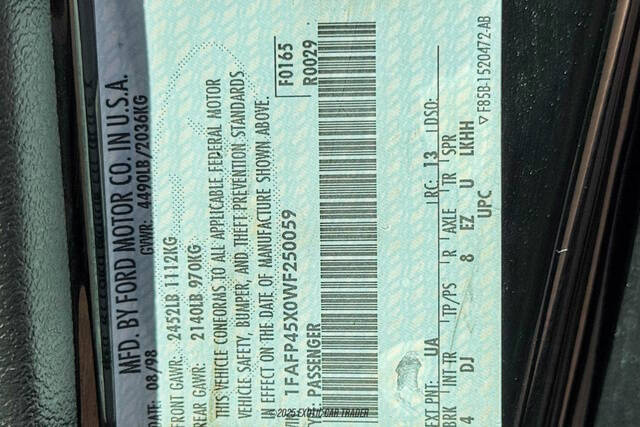 MFD. BY FORD MOTOR CO. IN U.S.A.
DATE: 08/98 GVWR: 4490LB/2036KG
FRONT GAWR: 2452LB 1112KG
REAR GAWR: 2140LB 970KG
THIS VEHICLE CONFORMS TO ALL APPLICABLE FEDERAL MOTOR
VEHICLE SAFETY, BUMPER, AND THEFT PREVENTION STANDARDS
IN EFFECT ON THE DATE OF MANUFACTURE SHOWN ABOVE.
VIN: 1FAFP45X0WF250059
F0165
R0029
TYPE: PASSENGER
EXT PNT: UA RC: 13 DSO:
BRK INT TR TP/PS R AXLE TR SPR
4 DJ 8 EZ U LKHH
UPC
▽ F85B-1520472-AB
© 2025 EXOTIC CAR TRADER